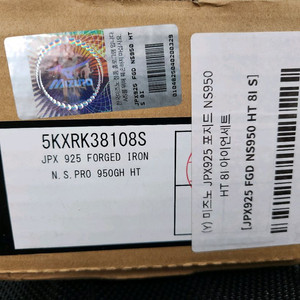 JPX925 FGD NS950 HT
S 8I
5KXRK38108S
JPX 925 FORGED IRON
N.S.PRO 950GH HT
(Y) 미즈노 JPX925 포지드 NS950
HT 8I 아이언세트
[JPX925 FGD NS950 HT 8I S]